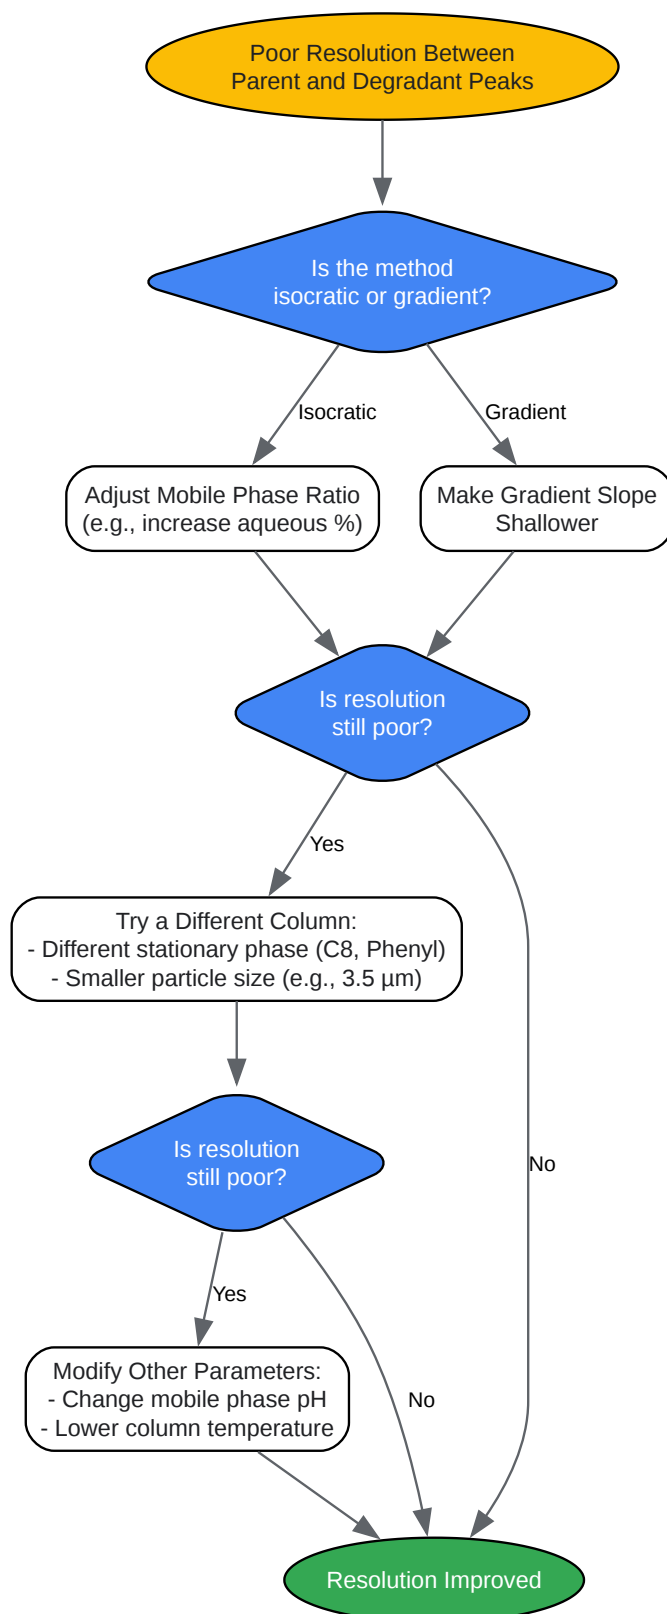 Poor Resolution Between
Parent and Degradant Peaks
Is the method
isocratic or gradient?
Isocratic
Gradient
Adjust Mobile Phase Ratio
(e.g., increase aqueous %)
Make Gradient Slope
Shallower
Is resolution
still poor?
Yes
Try a Different Column:
- Different stationary phase (C8, Phenyl)
- Smaller particle size (e.g., 3.5 µm)
Is resolution
still poor?
No
Yes
Modify Other Parameters:
- Change mobile phase pH
- Lower column temperature
No
Resolution Improved